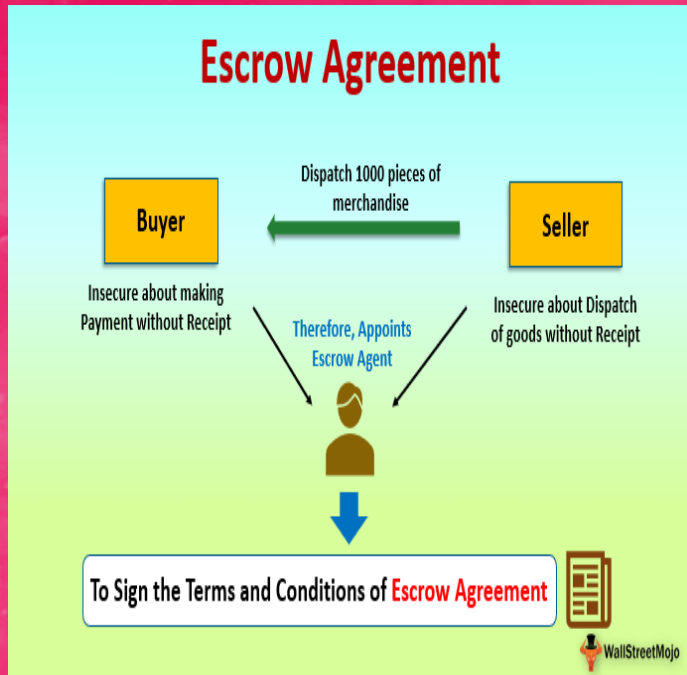 Escrow Agreement
Dispatch 1000 pieces of
merchandise
Buyer
Seller
Insecure about making
Payment without Receipt
Insecure about Dispatch
of goods without Receipt
Therefore, Appoints
Escrow Agent
To Sign the Terms and Conditions of Escrow Agreement
WallStreetMojo